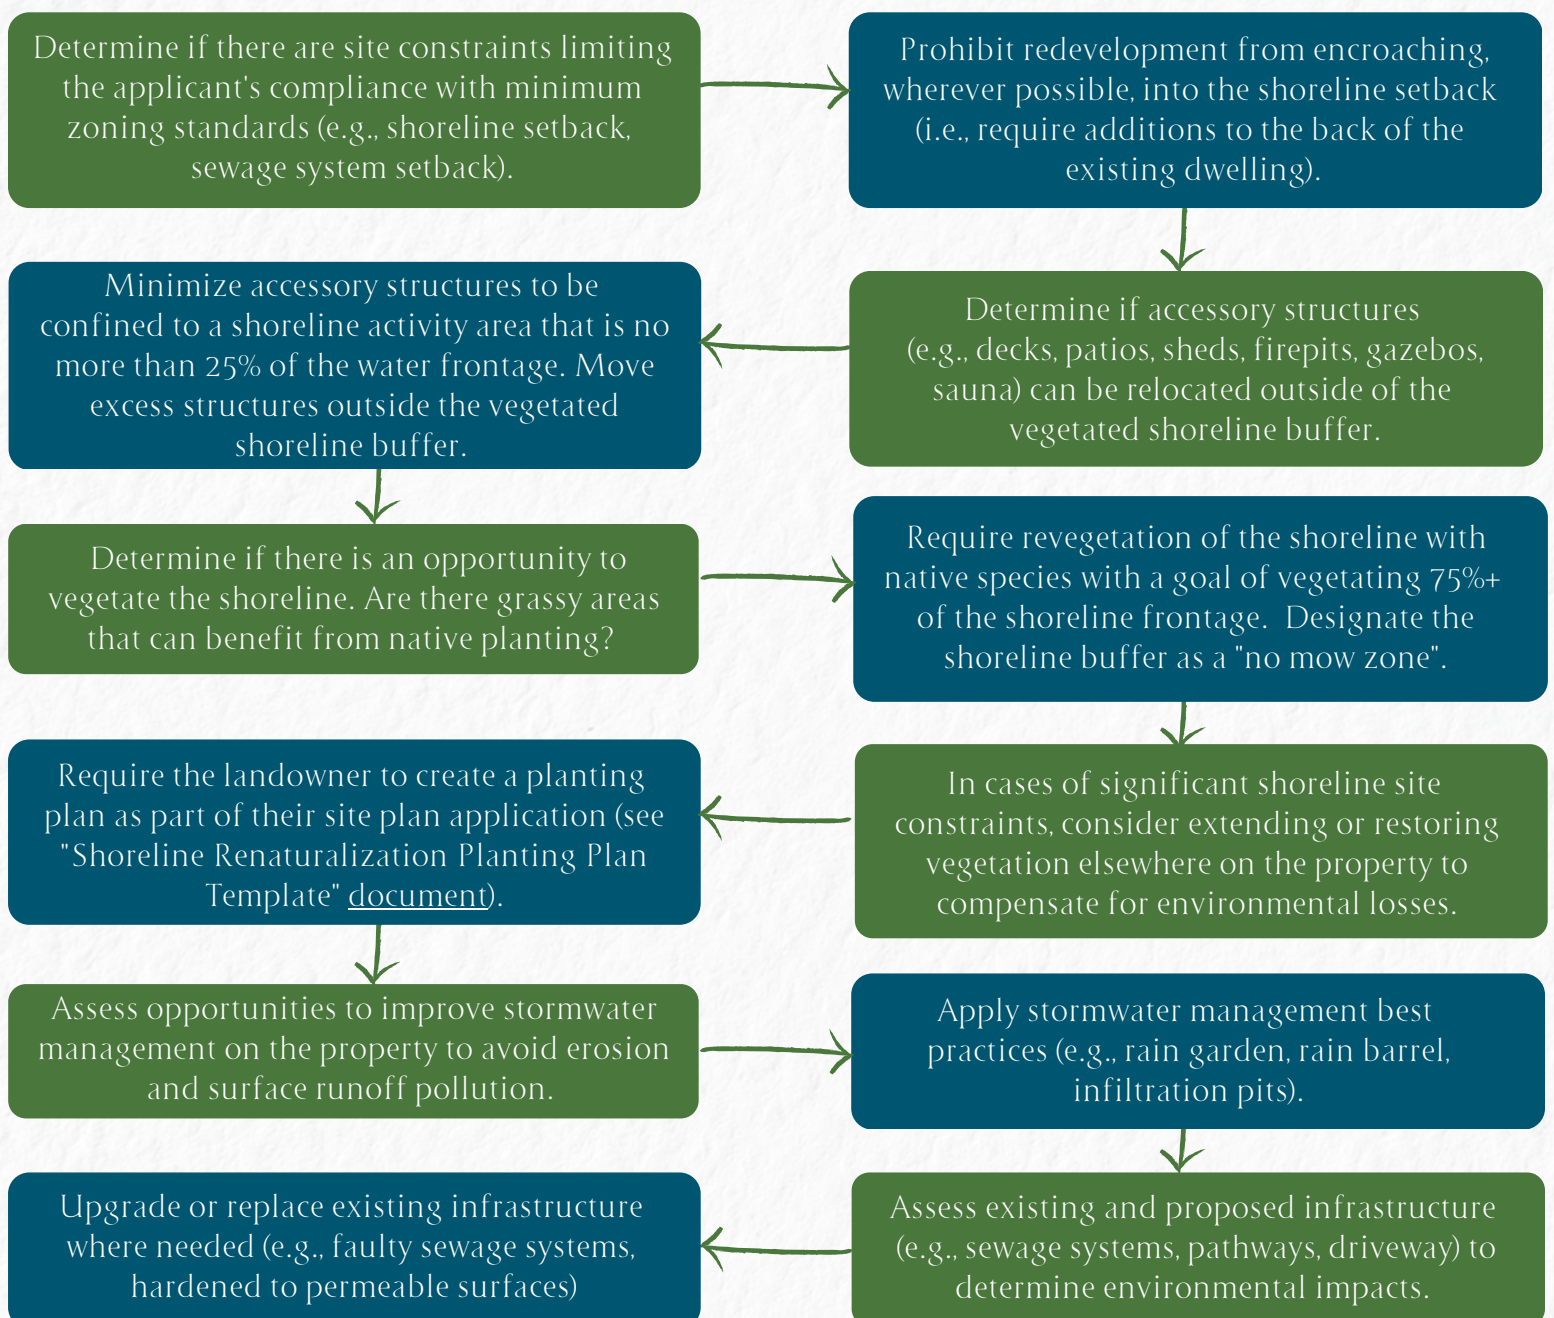 Determine if there are site constraints limiting
the applicant's compliance with minimum
zoning standards (e.g., shoreline setback,
sewage system setback).
Prohibit redevelopment from encroaching,
wherever possible, into the shoreline setback
(i.e., require additions to the back of the
existing dwelling).
Determine if accessory structures
(e.g., decks, patios, sheds, firepits, gazebos,
sauna) can be relocated outside of the
vegetated shoreline buffer.
Minimize accessory structures to be
confined to a shoreline activity area that is no
more than 25% of the water frontage. Move
excess structures outside the vegetated
shoreline buffer.
Determine if there is an opportunity to
vegetate the shoreline. Are there grassy areas
that can benefit from native planting?
Require revegetation of the shoreline with
native species with a goal of vegetating 75%+
of the shoreline frontage.  Designate the
shoreline buffer as a "no mow zone".
In cases of significant shoreline site
constraints, consider extending or restoring
vegetation elsewhere on the property to
compensate for environmental losses.
Require the landowner to create a planting
plan as part of their site plan application (see
"Shoreline Renaturalization Planting Plan
Template" document).
Assess opportunities to improve stormwater
management on the property to avoid erosion
and surface runoff pollution.
Apply stormwater management best
practices (e.g., rain garden, rain barrel,
infiltration pits).
Assess existing and proposed infrastructure
(e.g., sewage systems, pathways, driveway) to
determine environmental impacts.
Upgrade or replace existing infrastructure
where needed (e.g., faulty sewage systems,
hardened to permeable surfaces)